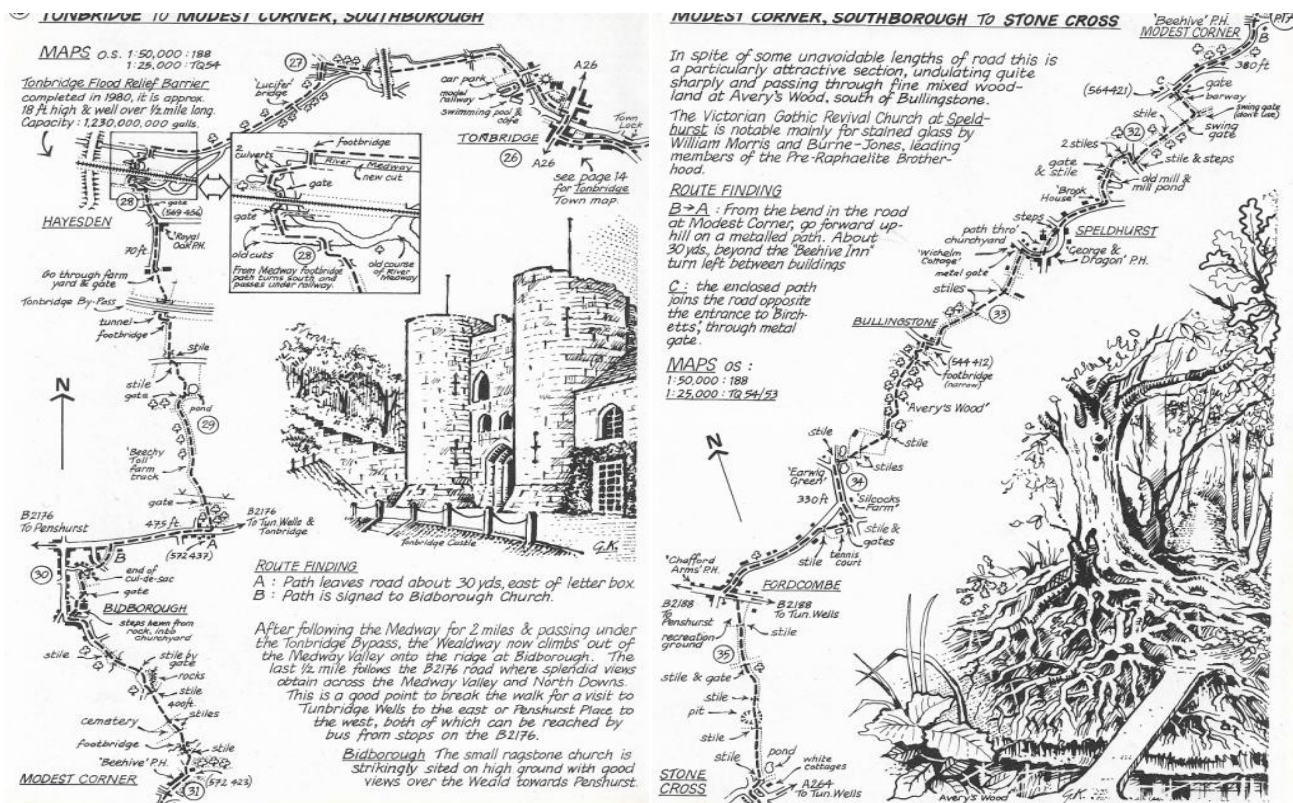 TONBRIDGE TO MODEST CORNER, SOUTHBOROUGH
MAPS O.S. 1:50,000 : 188
1:25,000 : TQ54
Tonbridge Flood Relief Barrier
completed in 1980, it is approx.
18 ft high & well over ½ mile long.
Capacity : 1,230,000,000 galls.
27
'Lucifer'
bridge
car park
model
railway
swimming pool &
cafe
A26
TONBRIDGE
26
A26
Town
Lock
see page 14
for Tonbridge
Town map.
2
culverts
footbridge
River Medway
new cut
gate
gate
old cuts
28
old course
of River
Medway
From Medway footbridge
path turns south and
passes under railway.
28
gate
(569 456)
HAYESDEN
'Royal
Oak' P.H.
70 ft
Go through farm
yard & gate
Tonbridge By-Pass
tunnel
footbridge
stile
stile
gate
N
pond
29
'Beechy
Toll'
farm
track
gate
B2176
To Penshurst
475 ft
B2176
To Tun. Wells &
Tonbridge
A
(572 437)
B
30
end of
cul-de-sac
gate
BIDBOROUGH
steps hewn from
rock, into
churchyard
stile
stile by
gate
rocks
stile
400ft
stiles
cemetery
footbridge
stile
'Beehive' P.H.
(572 423)
MODEST CORNER
31
Tonbridge Castle
G.K.
ROUTE FINDING
A : Path leaves road about 30 yds, east of letter box.
B : Path is signed to Bidborough Church.
After following the Medway for 2 miles & passing under
the Tonbridge Bypass, the Wealdway now climbs out of
the Medway Valley onto the ridge at Bidborough. The
last ½ mile follows the B2176 road where splendid views
obtain across the Medway Valley and North Downs.
This is a good point to break the walk for a visit to
Tunbridge Wells to the east or Penshurst Place to
the west, both of which can be reached by
bus from stops on the B2176.
Bidborough The small ragstone church is
strikingly sited on high ground with good
views over the Weald towards Penshurst.
MODEST CORNER, SOUTHBOROUGH TO STONE CROSS
In spite of some unavoidable lengths of road this is
a particularly attractive section, undulating quite
sharply and passing through fine mixed wood-
land at Avery's Wood, south of Bullingstone.
The Victorian Gothic Revival Church at Speld-
hurst is notable mainly for stained glass by
William Morris and Burne-Jones, leading
members of the Pre-Raphaelite Brother-
hood.
ROUTE FINDING
B→A : From the bend in the road
at Modest Corner, go forward up-
hill on a metalled path. About
30 yds, beyond the "Beehive Inn"
turn left between buildings
C : the enclosed path
joins the road opposite
the entrance to 'Birch-
etts', through metal
gate.
MAPS OS :
1:50,000 : 188
1:25,000 : TQ 54/53
'Beehive' P.H.
MODEST CORNER
B
380 ft
C
(564421)
gate
barway
swing gate
(don't use)
stile
swing
gate
32
2 stiles
stile & steps
gate
& stile
old mill &
mill pond
'Brook
House'
steps
SPELDHURST
path thro'
churchyard
'George &
Dragon' P.H.
metal gate
stiles
33
BULLINGSTONE
(544 412)
footbridge
(narrow)
'Avery's Wood'
stile
stile
stiles
N
'Earwig
Green'
34
330 ft
'Silcocks
Farm'
stile &
gates
stile
tennis
court
'Chafford
Arms' P.H.
FORDCOMBE
B2188
To
Penshurst
B2188
To Tun. Wells
recreation
ground
stile
35
stile & gate
stile
pit
stile
pond
stile
white
cottages
STONE
CROSS
A264
To Tun. Wells
Avery's Wood
G.K.